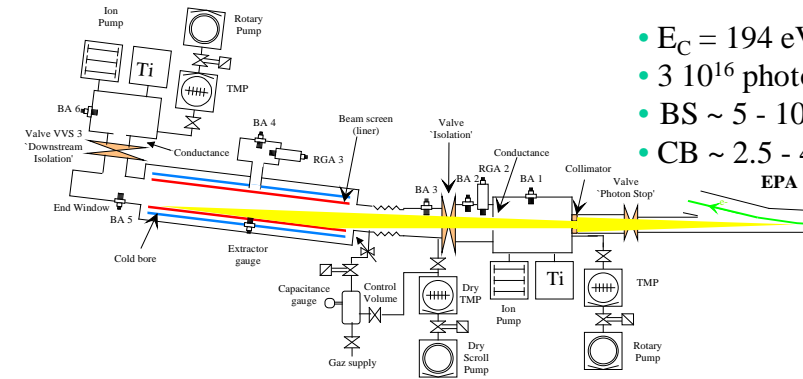 Ion
Pump
Rotary
Pump
Ti
TMP
BA 6
Valve VVS 3
`Downstream
Isolation'
Conductance
BA 4
RGA 3
Beam screen
(liner)
Valve
`Isolation'
Conductance
RGA 2
BA 3
BA 2
BA 1
Collimator
Valve
`Photon Stop'
• E_C = 194 eV
• 3 10^16 photo
• BS ~ 5 - 10
• CB ~ 2.5 - 4
EPA
End Window
BA 5
Cold bore
Extractor
gauge
Capacitance
gauge
Control
Volume
Gaz supply
Dry
TMP
Dry
Scroll
Pump
Ion
Pump
Ti
TMP
Rotary
Pump